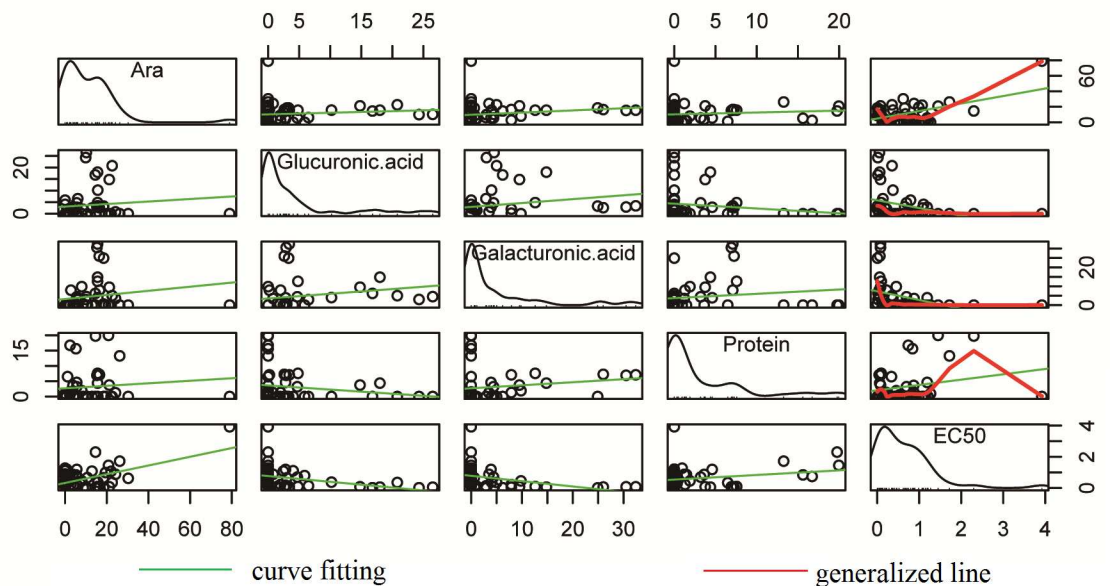 0 5 15 25
0 5 10 20
Ara
0 60
0 20
Glucuronic.acid
Galacturonic.acid
0 20
0 15
Protein
EC50
0 2 4
0 20 40 60 80
0 10 20 30
0 1 2 3 4
curve fitting
generalized line